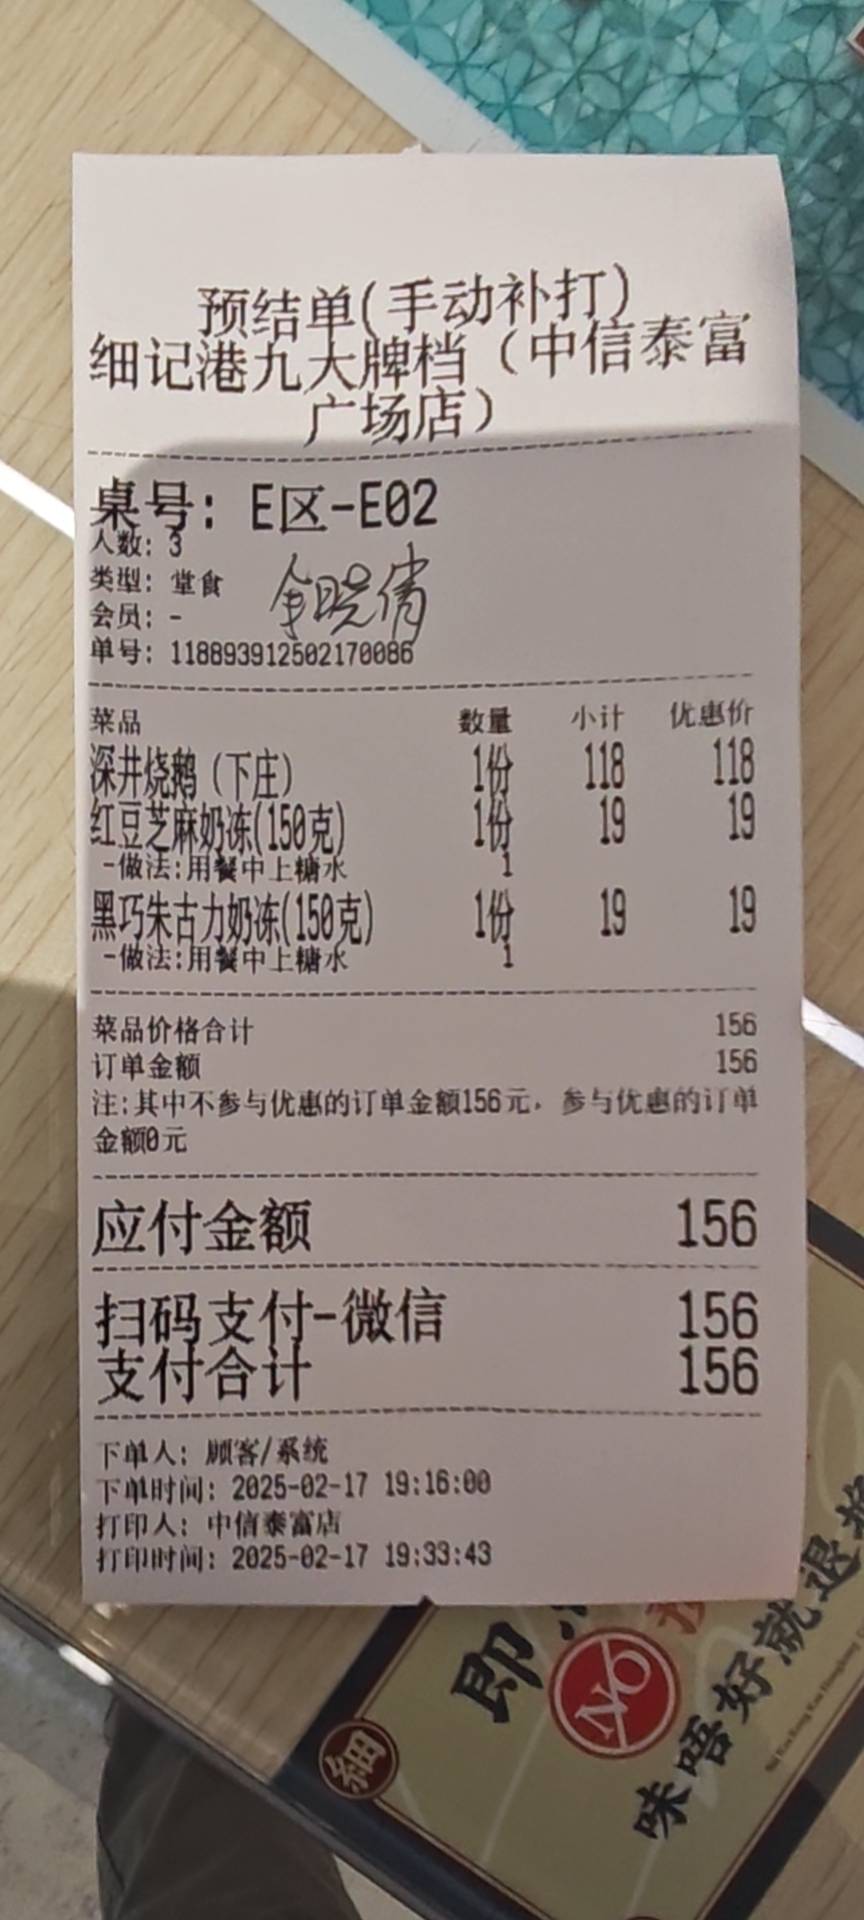 预结单(手动补打)
细记港九大牌档（中信泰富
广场店）
桌号: E区-E02
人数: 3
类型: 堂食
会员: -
单号: 118893912502170086
菜品 数量 小计 优惠价
深井烧鹅（下庄） 1份 118 118
红豆芝麻奶冻(150克) 1份 19 19
-做法:用餐中上糖水 1
黑巧朱古力奶冻(150克) 1份 19 19
-做法:用餐中上糖水 1
菜品价格合计 156
订单金额 156
注:其中不参与优惠的订单金额156元，参与优惠的订单
金额0元
应付金额 156
扫码支付-微信 156
支付合计 156
下单人: 顾客/系统
下单时间: 2025-02-17 19:16:00
打印人: 中信泰富店
打印时间: 2025-02-17 19:33:43
即
NO
細
味唔好就退